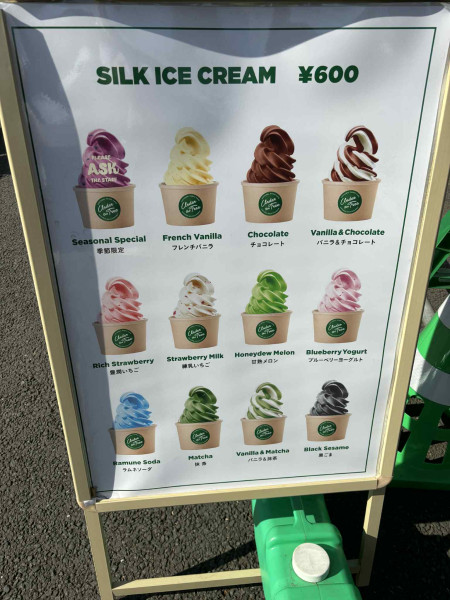 SILK ICE CREAM ¥600
PLEASE
ASK
THE STAFF
Seasonal Special
季節限定
French Vanilla
フレンチバニラ
Chocolate
チョコレート
Vanilla & Chocolate
バニラ&チョコレート
Rich Strawberry
豊潤いちご
Strawberry Milk
練乳いちご
Honeydew Melon
甘熟メロン
Blueberry Yogurt
ブルーベリーヨーグルト
Ramune Soda
ラムネソーダ
Matcha
抹茶
Vanilla & Matcha
バニラ&抹茶
Black Sesame
黒ごま